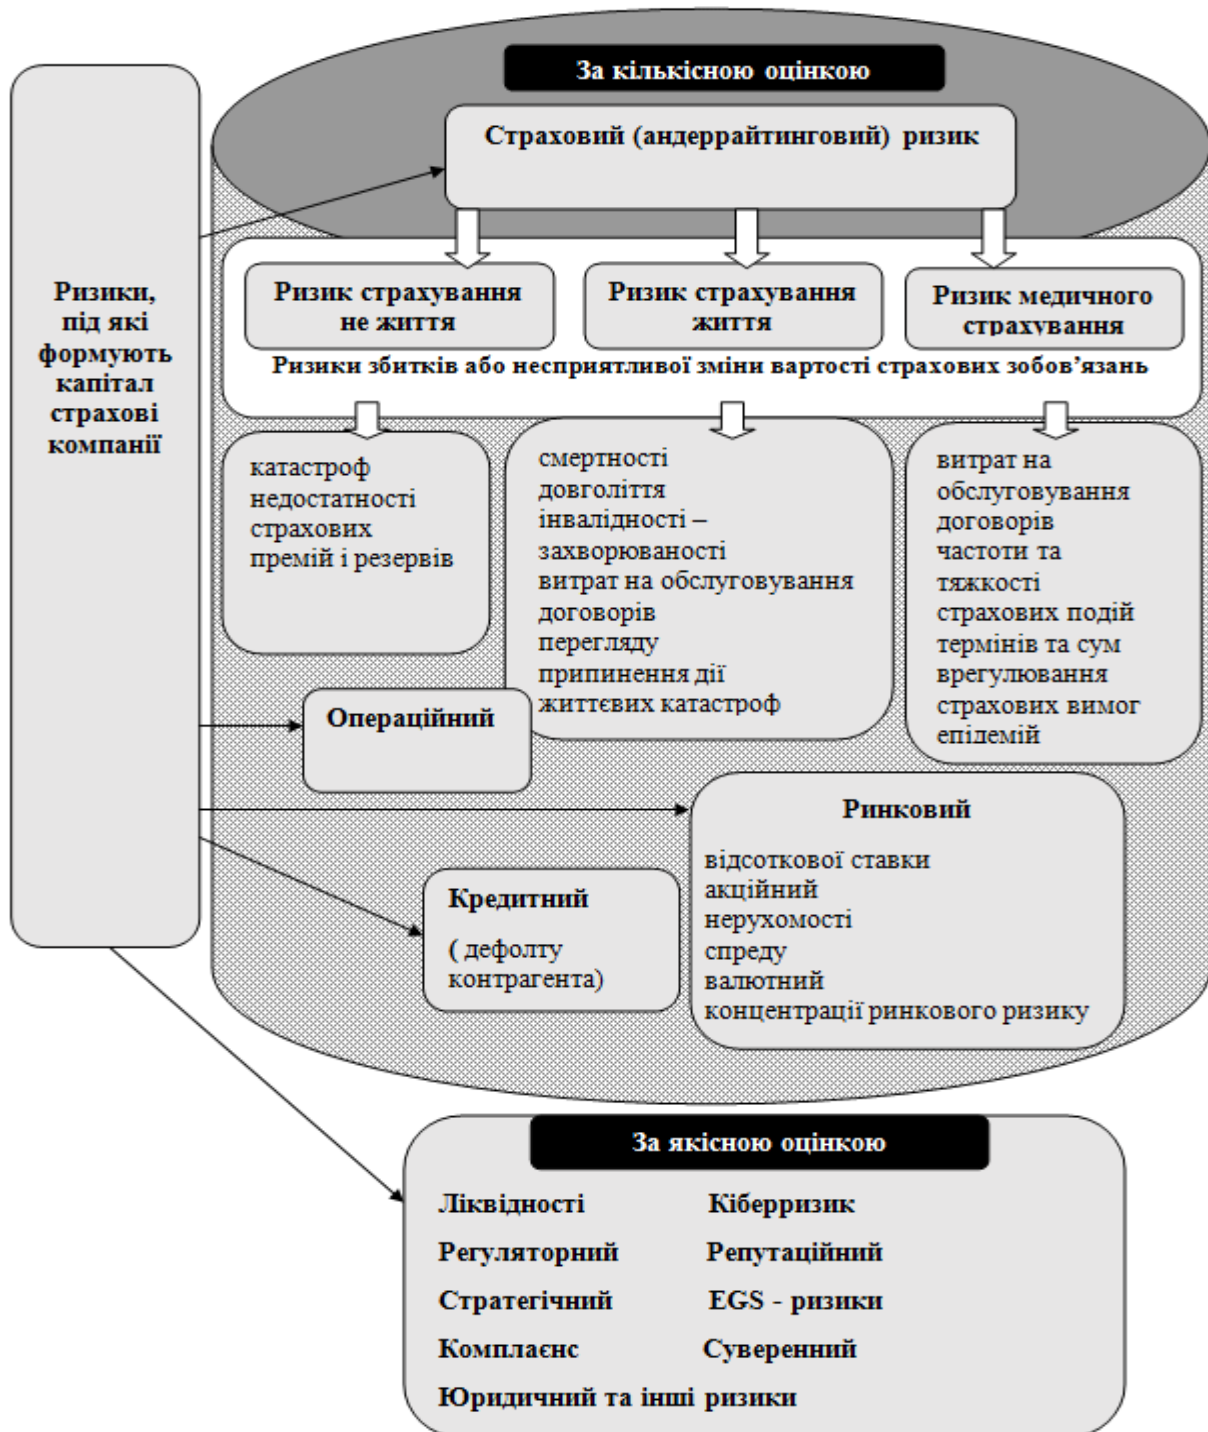 За кількісною оцінкою
Страховий (андеррайтинговий) ризик
Ризики,
під які
формують
капітал
страхові
компанії
Ризик страхування
не життя
Ризик страхування
життя
Ризик медичного
страхування
Ризики збитків або несприятливої зміни вартості страхових зобов’язань
катастроф
недостатності
страхових
премій і резервів
смертності
довголіття
інвалідності –
захворюваності
витрат на обслуговування
договорів
перегляду
припинення дії
життєвих катастроф
витрат на
обслуговування
договорів
частоти та
тяжкості
страхових подій
термінів та сум
врегулювання
страхових вимог
епідемій
Операційний
Ринковий
відсоткової ставки
акційний
нерухомості
спреду
валютний
концентрації ринкового ризику
Кредитний
( дефолту
контрагента)
За якісною оцінкою
Ліквідності Кіберризик
Регуляторний Репутаційний
Стратегічний EGS - ризики
Комплаєнс Суверенний
Юридичний та інші ризики